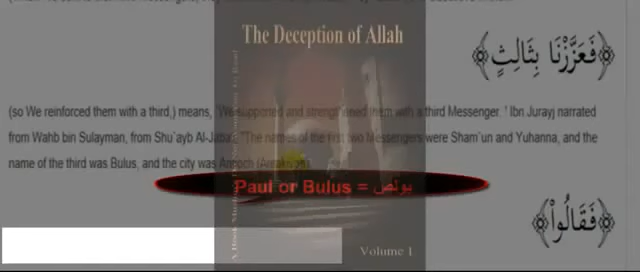 The Deception of Allah
﴿فَعَزَّزْنَا بِثَالِثٍ﴾
(so We reinforced them with a third,) means, 'We supported and strengthened them with a third Messenger. ' Ibn Jurayj narrated
from Wahb bin Sulayman, from Shu`ayb Al-Jaba'i, "The names of the first two Messengers were Sham`un and Yuhanna, and the
name of the third was Bulus, and the city was Antioch
Paul or Bulus = بولص
﴿فَقَالُواْ﴾
Volume 1